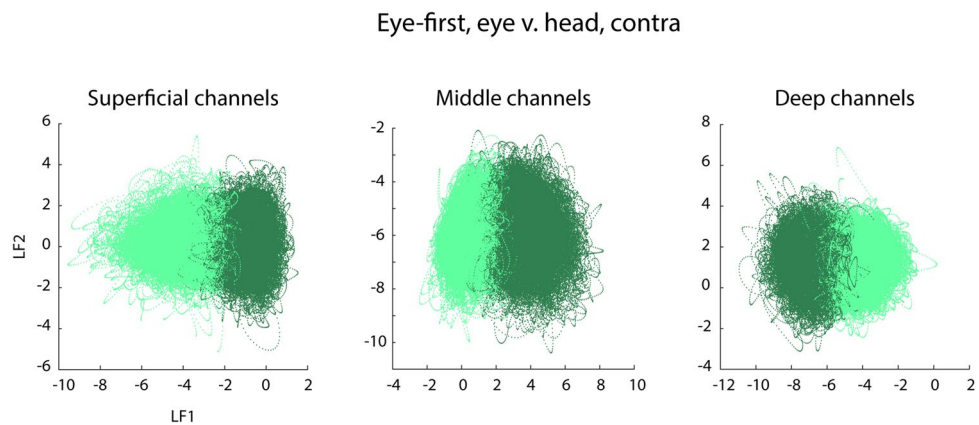 Eye-first, eye v. head, contra
Superficial channels
6
4
2
0
-2
-4
-6
-10 -8 -6 -4 -2 0 2
LF2
LF1
Middle channels
-2
-4
-6
-8
-10
-4 -2 0 2 4 6 8 10
Deep channels
8
6
4
2
0
-2
-4
-12 -10 -8 -6 -4 -2 0 2